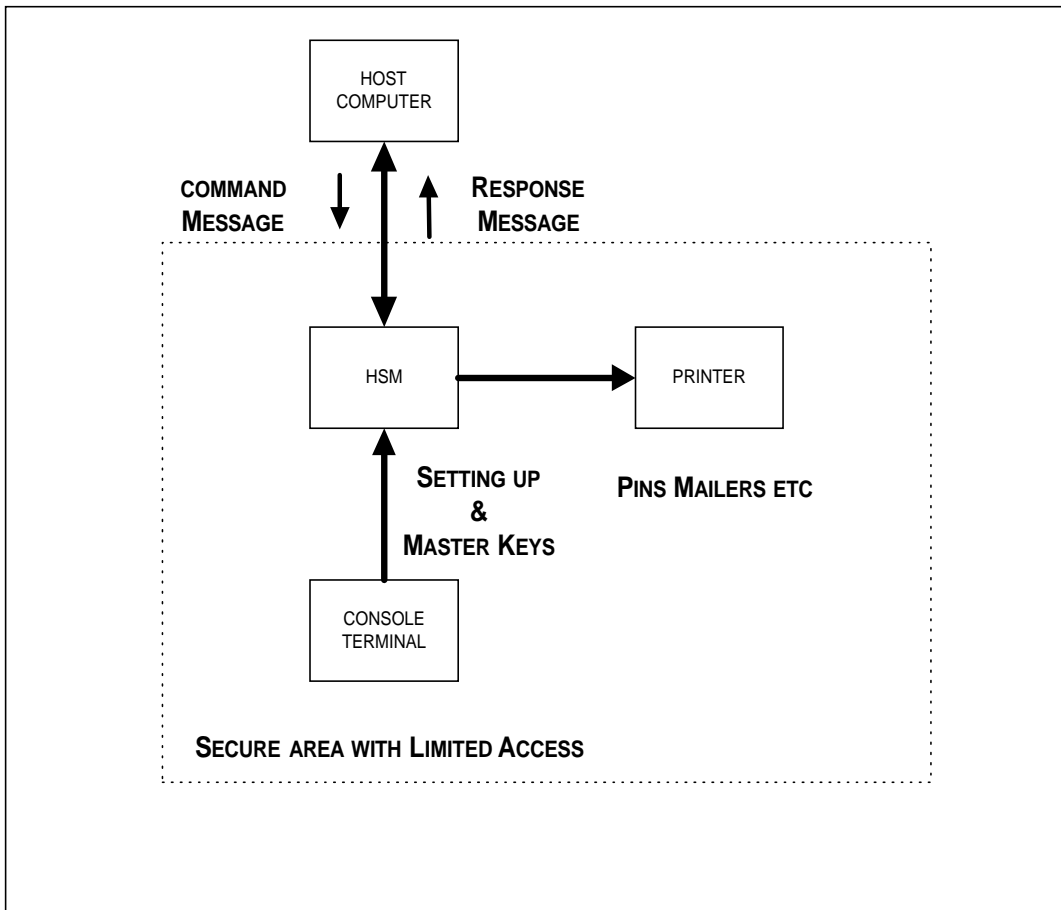 HOST
COMPUTER
COMMAND
MESSAGE
RESPONSE
MESSAGE
HSM
PRINTER
SETTING UP
&
MASTER KEYS
PINS MAILERS ETC
CONSOLE
TERMINAL
SECURE AREA WITH LIMITED ACCESS